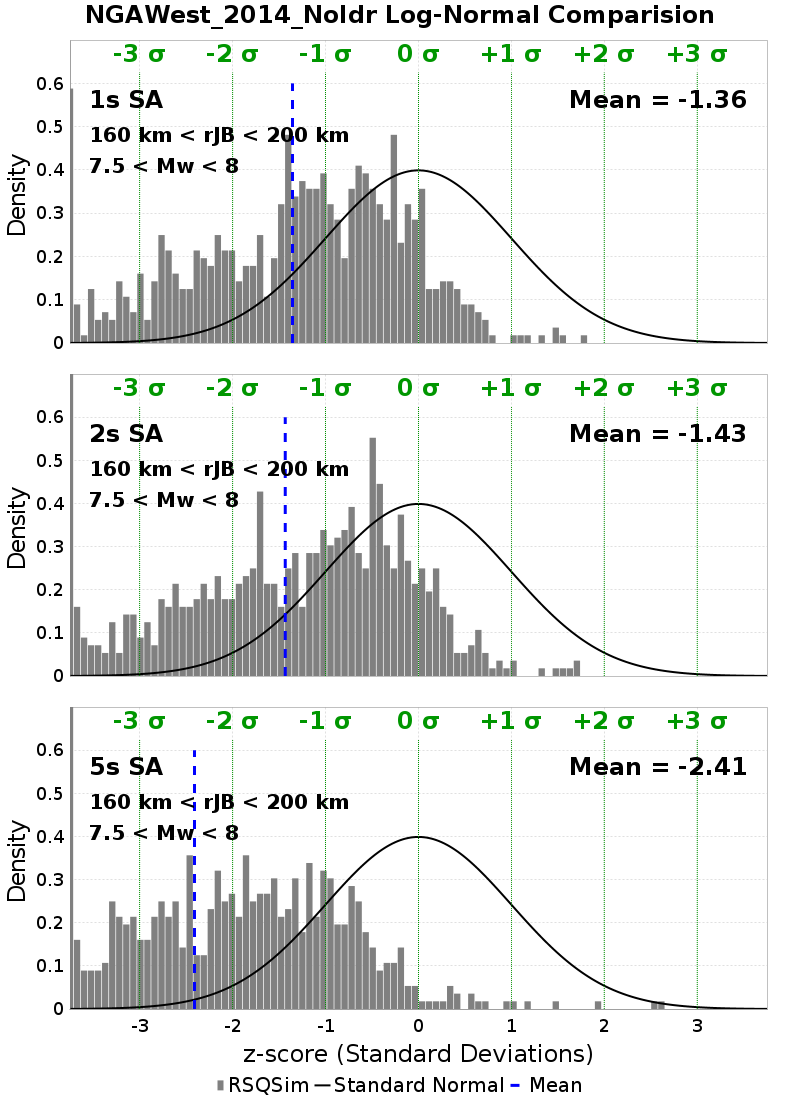 NGAWest_2014_NoIdr Log-Normal Comparision
-3 σ -2 σ -1 σ 0 σ +1 σ +2 σ +3 σ
1s SA
Mean = -1.36
160 km < rJB < 200 km
7.5 < Mw < 8
Density
0.6
0.5
0.4
0.3
0.2
0.1
0
-3 σ -2 σ -1 σ 0 σ +1 σ +2 σ +3 σ
2s SA
Mean = -1.43
160 km < rJB < 200 km
7.5 < Mw < 8
Density
0.6
0.5
0.4
0.3
0.2
0.1
0
-3 σ -2 σ -1 σ 0 σ +1 σ +2 σ +3 σ
5s SA
Mean = -2.41
160 km < rJB < 200 km
7.5 < Mw < 8
Density
0.6
0.5
0.4
0.3
0.2
0.1
0
-3 -2 -1 0 1 2 3
z-score (Standard Deviations)
RSQSim Standard Normal Mean